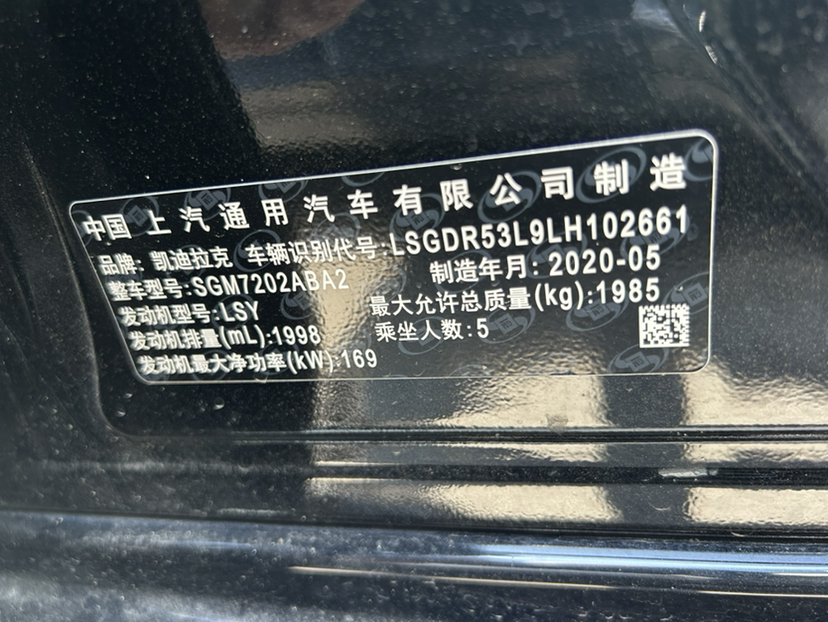 中国 上汽通用汽车有限公司制造
品牌: 凯迪拉克 车辆识别代号:LSGDR53L9LH102661
整车型号:SGM7202ABA2 制造年月:2020-05
发动机型号:LSY 最大允许总质量(kg):1985
发动机排量(mL):1998 乘坐人数:5
发动机最大净功率(kW):169